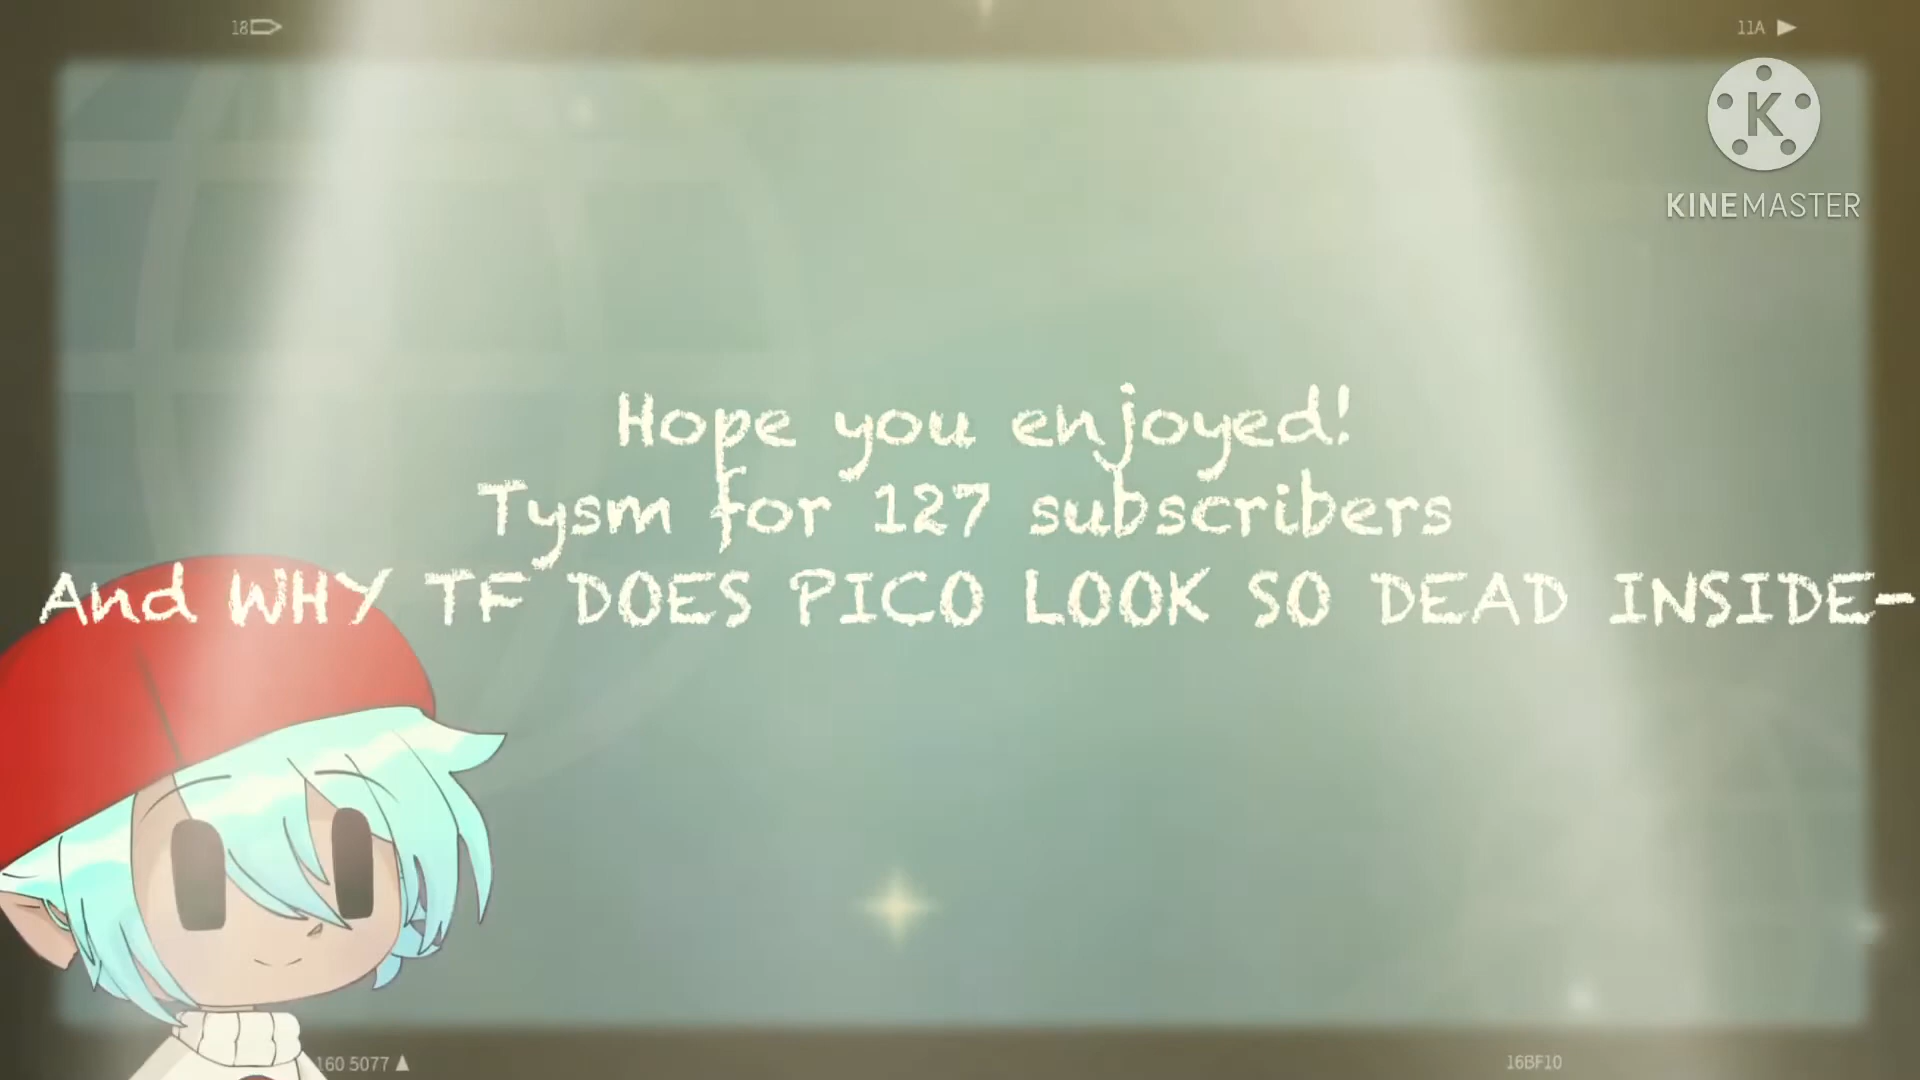 18
11A
KINEMASTER
Hope you enjoyed!
Tysm for 127 subscribers
And WHY TF DOES PICO LOOK SO DEAD INSIDE-
160 5077
16BF10